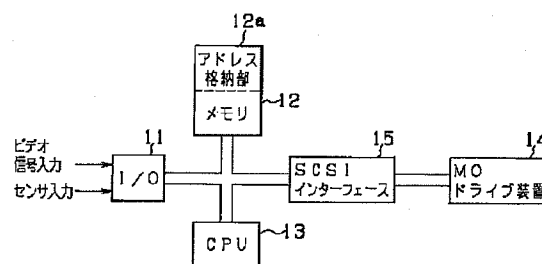 12a
アドレス
格納部
メモリ
12
ビデオ
信号入力
センサ入力
11
I/O
15
SCSI
インターフェース
14
MO
ドライブ装置
CPU
13